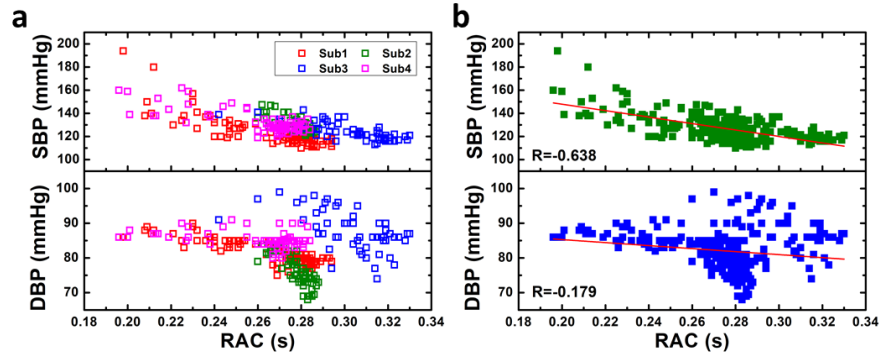 a
b
SBP (mmHg)
200
180
160
140
120
100
Sub1
Sub2
Sub3
Sub4
DBP (mmHg)
100
90
80
70
0.18
0.20
0.22
0.24
0.26
0.28
0.30
0.32
0.34
RAC (s)
SBP (mmHg)
200
180
160
140
120
100
R=-0.638
DBP (mmHg)
100
90
80
70
R=-0.179
0.18
0.20
0.22
0.24
0.26
0.28
0.30
0.32
0.34
RAC (s)